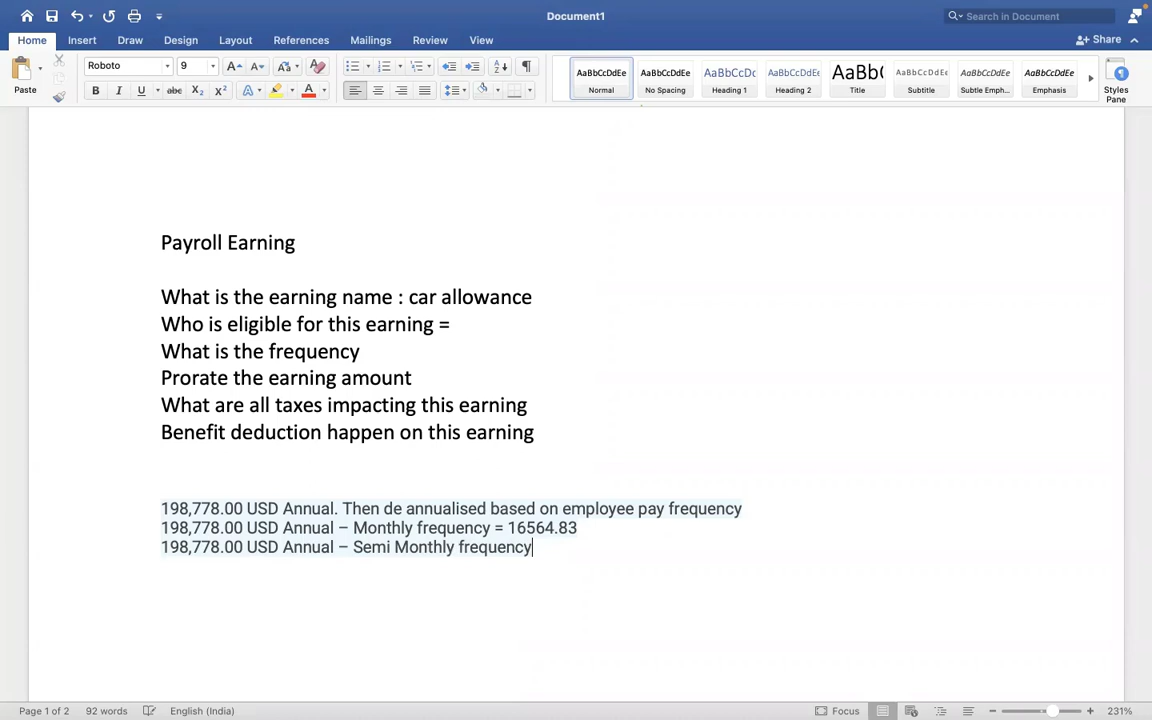 Document1
Search in Document
Home Insert Draw Design Layout References Mailings Review View
Share
Paste
Roboto 9
AaBbCcDdEe AaBbCcDdEe AaBbCcDc AaBbCcDdEe AaBbC AaBbCcDdEe AaBbCcDdEe AaBbCcDdEe
Normal No Spacing Heading 1 Heading 2 Title Subtitle Subtle Emph... Emphasis
Styles
Pane
Payroll Earning
What is the earning name : car allowance
Who is eligible for this earning =
What is the frequency
Prorate the earning amount
What are all taxes impacting this earning
Benefit deduction happen on this earning
198,778.00 USD Annual. Then de annualised based on employee pay frequency
198,778.00 USD Annual – Monthly frequency = 16564.83
198,778.00 USD Annual – Semi Monthly frequency
Page 1 of 2 92 words English (India) Focus 231%